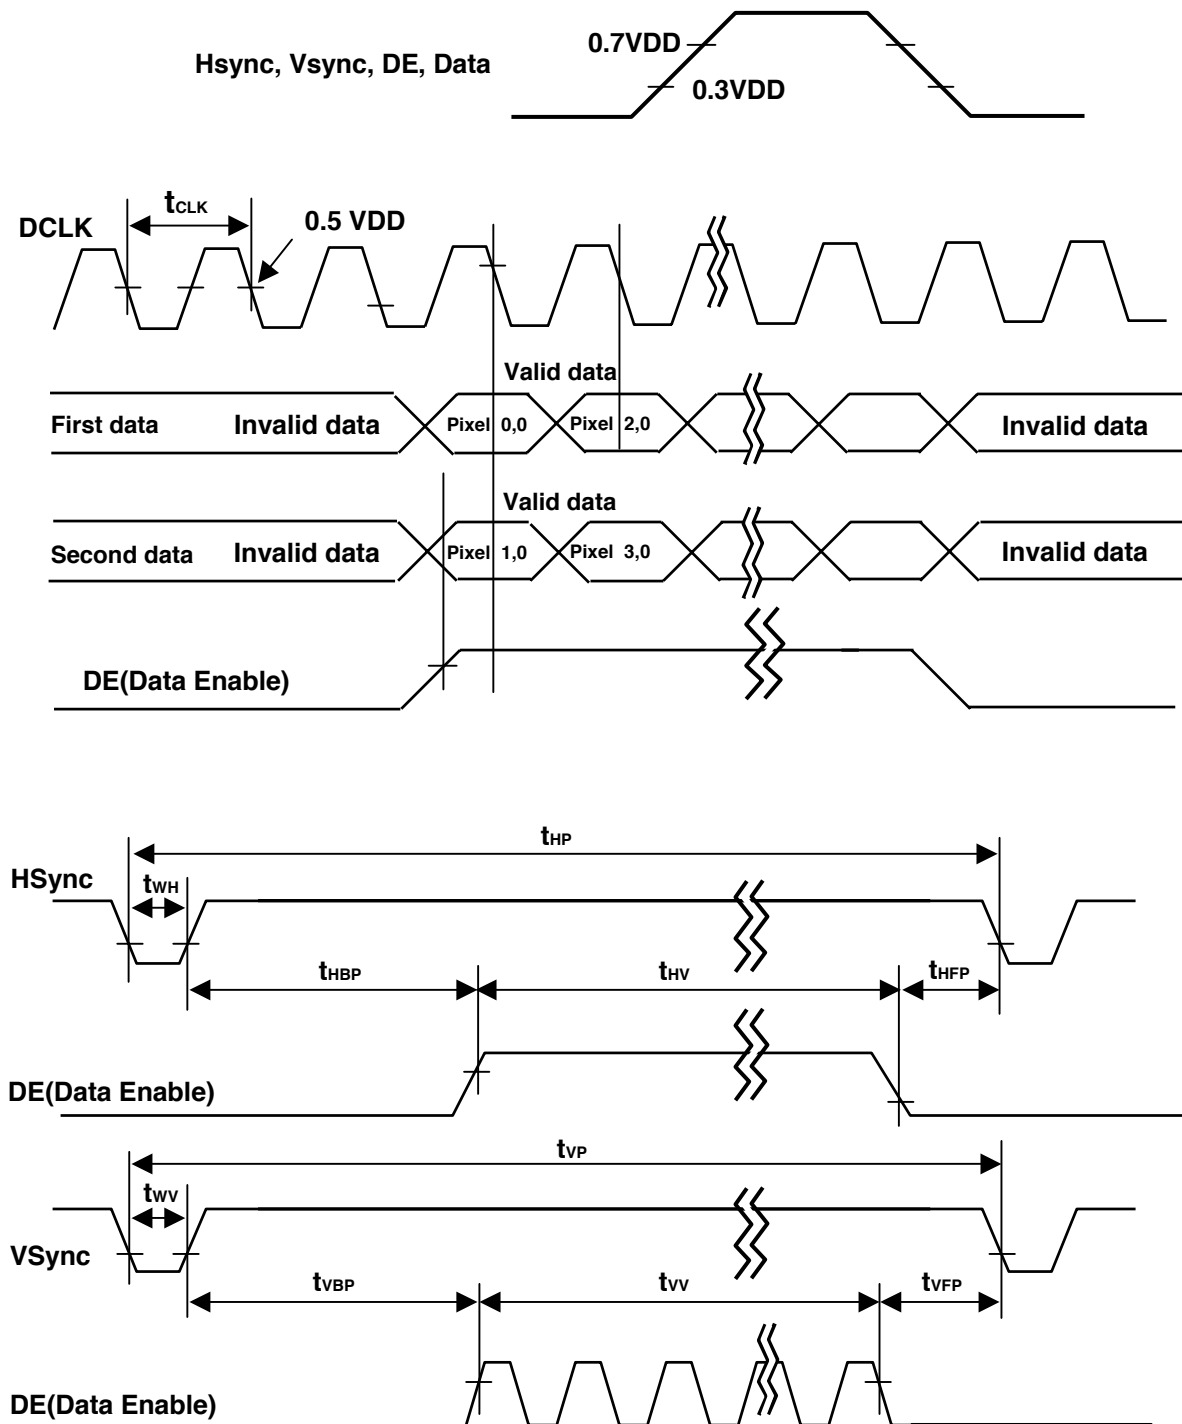 0.7VDD
Hsync, Vsync, DE, Data
0.3VDD
tCLK
DCLK
0.5 VDD
Valid data
First data Invalid data Pixel 0,0 Pixel 2,0 Invalid data
Valid data
Second data Invalid data Pixel 1,0 Pixel 3,0 Invalid data
DE(Data Enable)
tHP
HSync
tWH
tHBP tHV tHFP
DE(Data Enable)
tVP
tWV
VSync
tVBP tVV tVFP
DE(Data Enable)